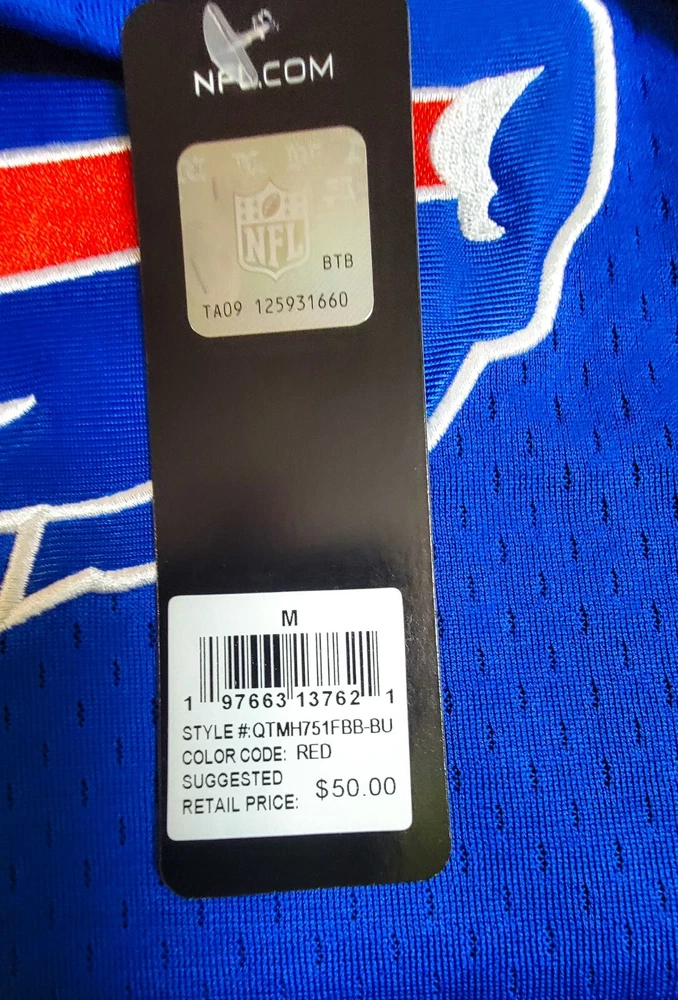 NFL.COM
NFL
BTB
TA09 125931660
M
1 97663 13762 1
STYLE #:QTMH751FBB-BU
COLOR CODE: RED
SUGGESTED
RETAIL PRICE: $50.00